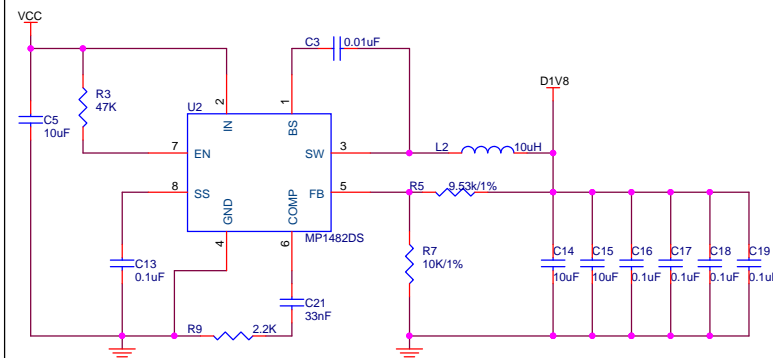 VCC
C3
0.01uF
D1V8
R3
47K
C5
10uF
U2
2
1
IN
BS
7
EN
SW
3
L2
10uH
8
SS
GND
COMP
FB
5
R5
9.53k/1%
4
6
MP1482DS
R7
10K/1%
C13
0.1uF
C14
10uF
C15
10uF
C16
0.1uF
C17
0.1uF
C18
0.1uF
C19
0.1u
C21
33nF
R9
2.2K